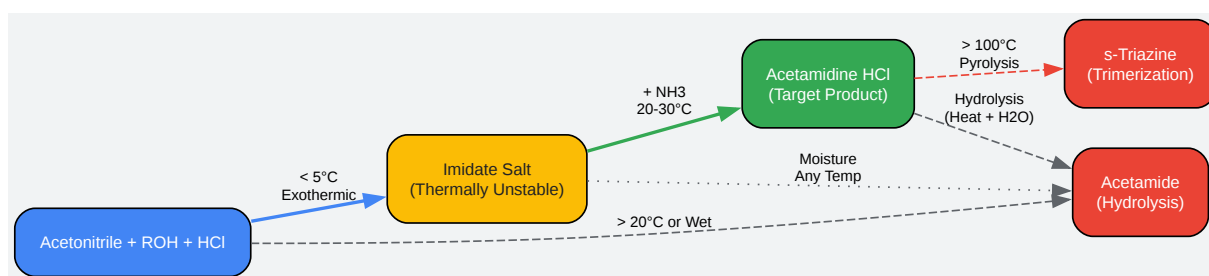 Acetonitrile + ROH + HCl
< 5°C
Exothermic
Imidate Salt
(Thermally Unstable)
+ NH3
20-30°C
Acetamidine HCl
(Target Product)
> 100°C
Pyrolysis
s-Triazine
(Trimerization)
Hydrolysis
(Heat + H2O)
Moisture
Any Temp
> 20°C or Wet
Acetamide
(Hydrolysis)